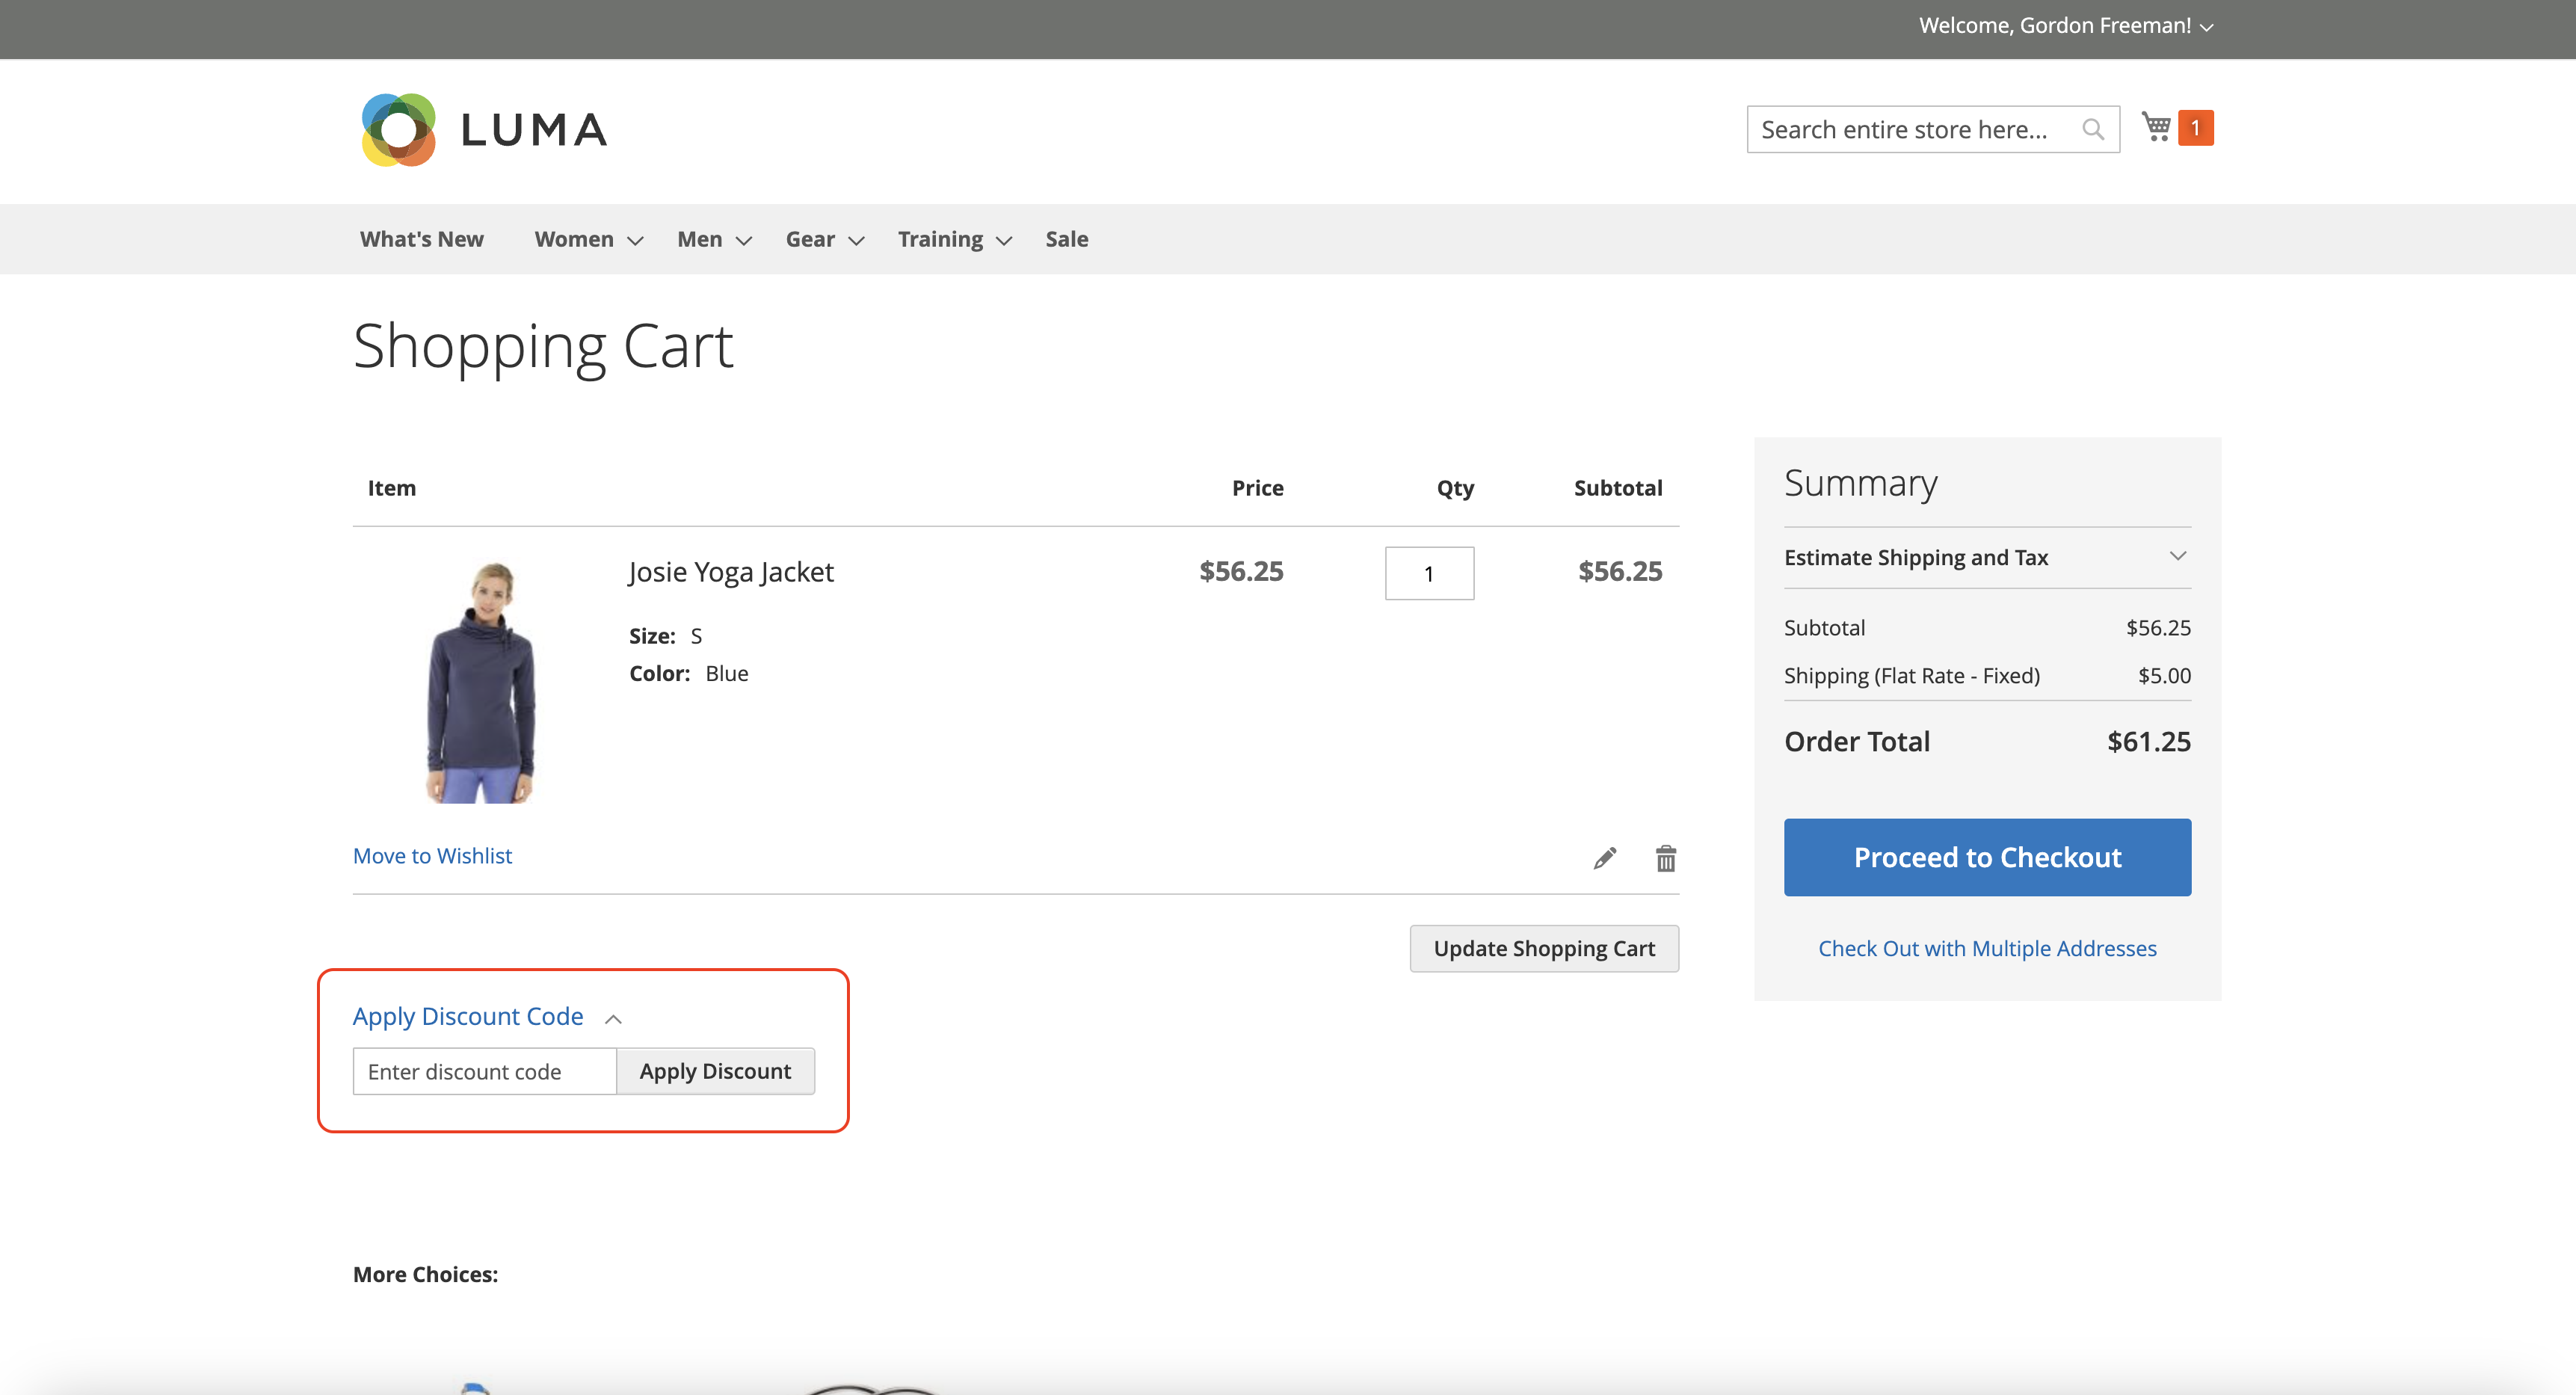 Welcome, Gordon Freeman!
LUMA
Search entire store here...
1
What's New Women Men Gear Training Sale
Shopping Cart
Item Price Qty Subtotal
Josie Yoga Jacket $56.25 1 $56.25
Size: S
Color: Blue
Move to Wishlist
Update Shopping Cart
Apply Discount Code
Enter discount code Apply Discount
Summary
Estimate Shipping and Tax
Subtotal $56.25
Shipping (Flat Rate - Fixed) $5.00
Order Total $61.25
Proceed to Checkout
Check Out with Multiple Addresses
More Choices: